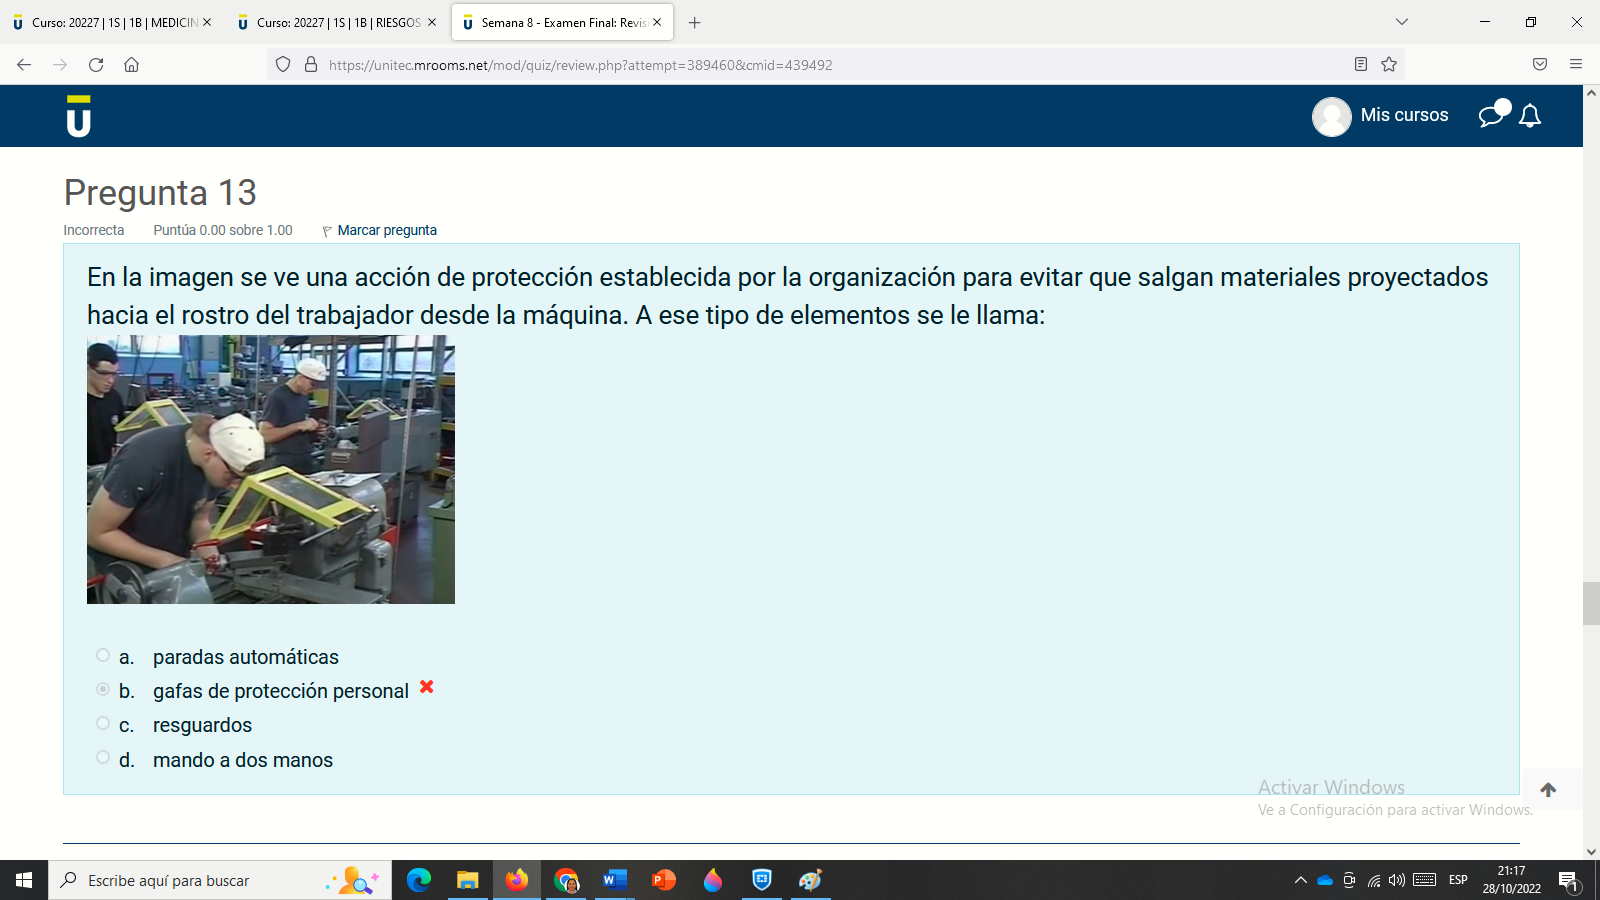 Curso: 20227 | 1S | 1B | MEDICIN
Curso: 20227 | 1S | 1B | RIESGOS
Semana 8 - Examen Final: Revisi
https://unitec.mrooms.net/mod/quiz/review.php?attempt=389460&cmid=439492
Mis cursos
Pregunta 13
Incorrecta Puntúa 0.00 sobre 1.00 Marcar pregunta
En la imagen se ve una acción de protección establecida por la organización para evitar que salgan materiales proyectados
hacia el rostro del trabajador desde la máquina. A ese tipo de elementos se le llama:
a. paradas automáticas
b. gafas de protección personal
c. resguardos
d. mando a dos manos
Activar Windows
Ve a Configuración para activar Windows.
Escribe aquí para buscar
ESP
21:17
28/10/2022
1